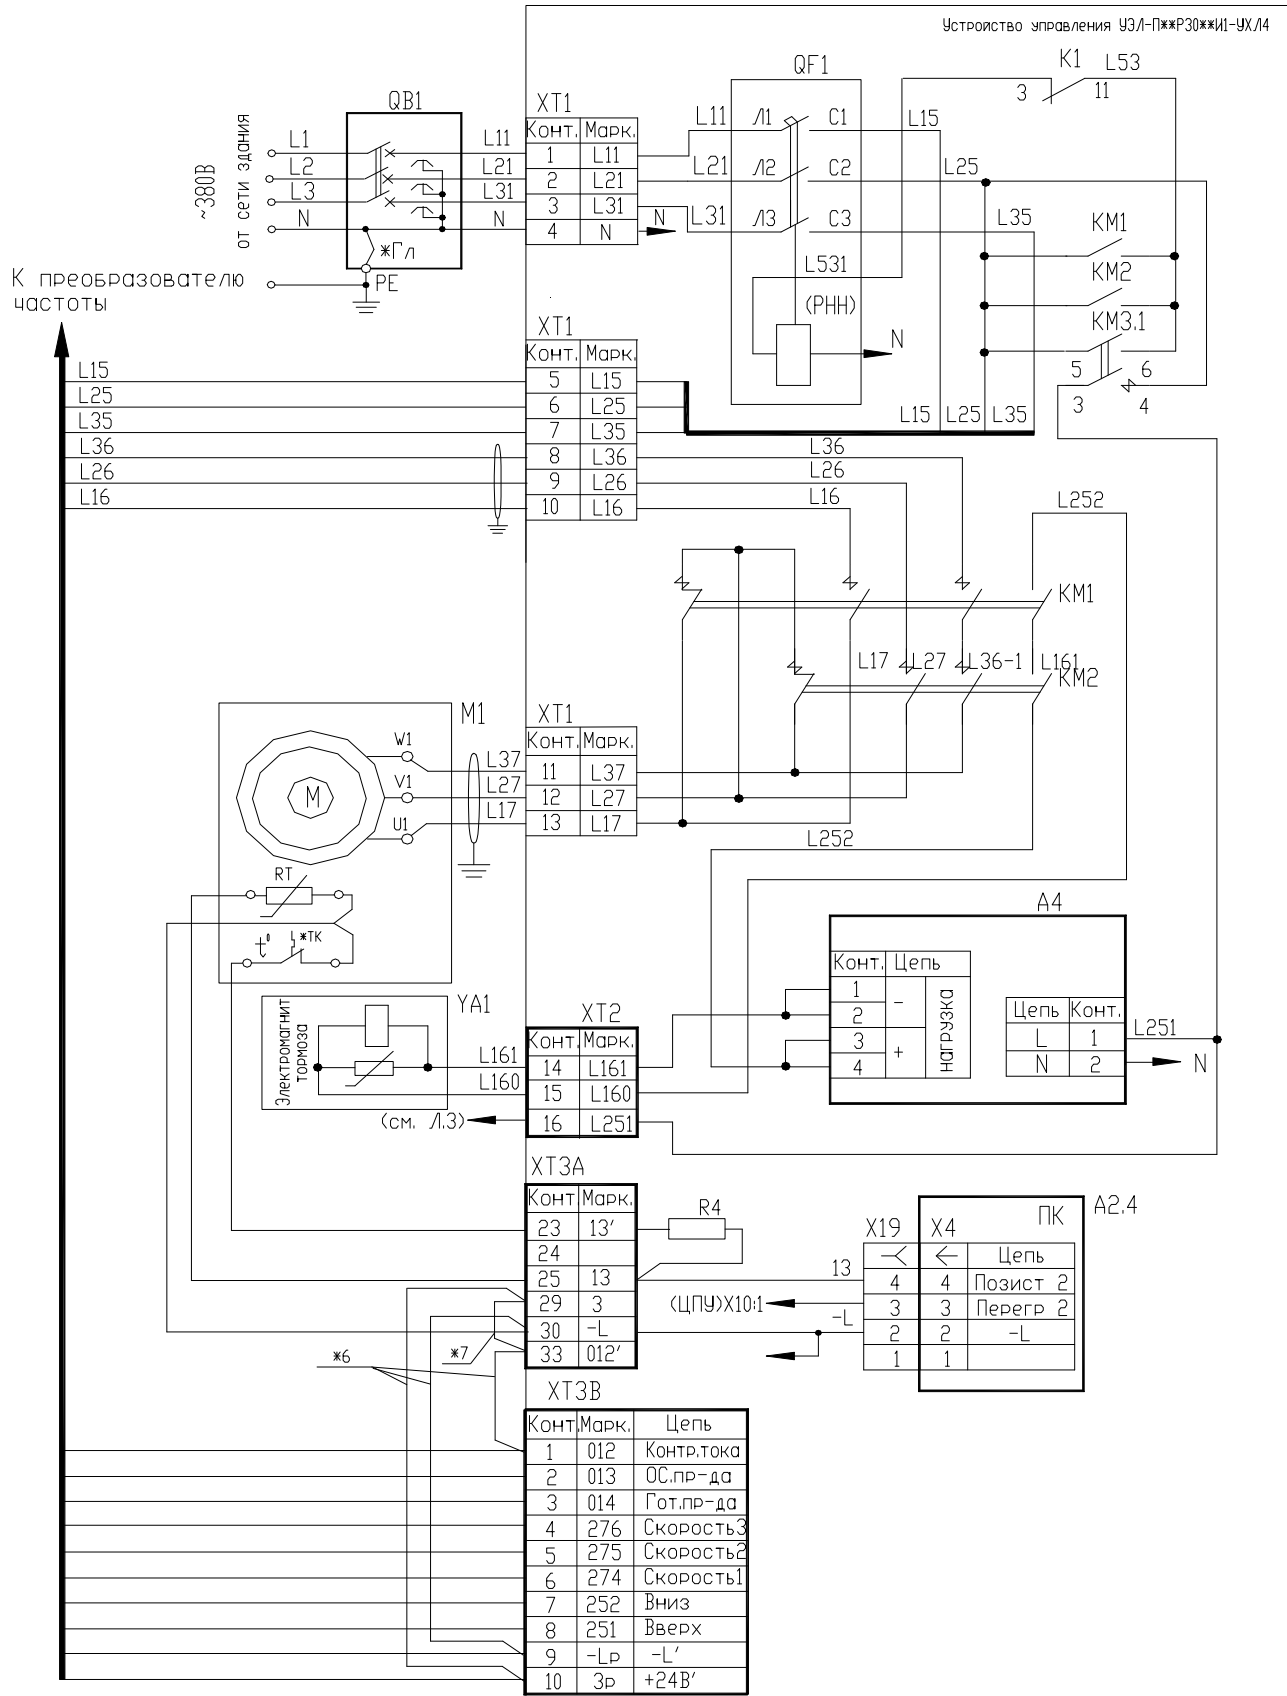 Устройство управления УЭЛ-П**Р30**И1-УХЛ4
QB1
XT1
QF1
K1
L53
3
11
~380В
от сети здания
L1
L2
L3
N
L11
L21
L31
N
Конт. Марк.
1 L11
2 L21
3 L31
4 N
N
L11
L21
L31
Л1
Л2
Л3
C1
C2
C3
L15
L25
L35
*Гл
PE
L531
(РНН)
N
KM1
KM2
KM3.1
5
6
3
4
L15 L25 L35
К преобразователю
частоты
XT1
Конт. Марк.
5 L15
6 L25
7 L35
8 L36
9 L26
10 L16
L15
L25
L35
L36
L26
L16
L36
L26
L16
L252
KM1
L17
L27
L36-1
L161
KM2
M1
M
W1
V1
U1
L37
L27
L17
XT1
Конт. Марк.
11 L37
12 L27
13 L17
L252
RT
t°
*ТК
A4
Конт. Цепь
1
2
3
4
-
+
нагрузка
Цепь Конт.
L 1
N 2
L251
N
YA1
Электромагнит
тормоза
L161
L160
(см. Л.3)
XT2
Конт. Марк.
14 L161
15 L160
16 L251
XT3A
Конт Марк.
23 13'
24
25 13
29 3
30 -L
33 012'
R4
13
(ЦПУ)X10:1
-L
X19
X4
ПК
A2.4
Цепь
4 4 Позист 2
3 3 Перегр 2
2 2 -L
1 1
*6
*7
XT3B
Конт. Марк. Цепь
1 012 Контр.тока
2 013 ОС.пр-да
3 014 Гот.пр-да
4 276 Скорость3
5 275 Скорость2
6 274 Скорость1
7 252 Вниз
8 251 Вверх
9 -Lр -L'
10 3р +24В'